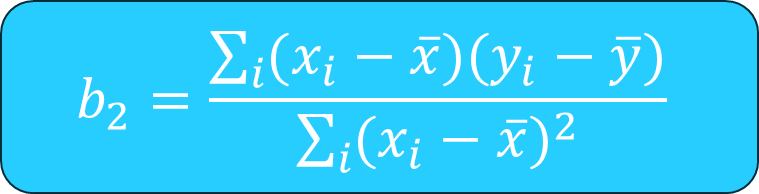 b₂ = ∑ᵢ(xᵢ − x̄)(yᵢ − ȳ) / ∑ᵢ(xᵢ − x̄)²